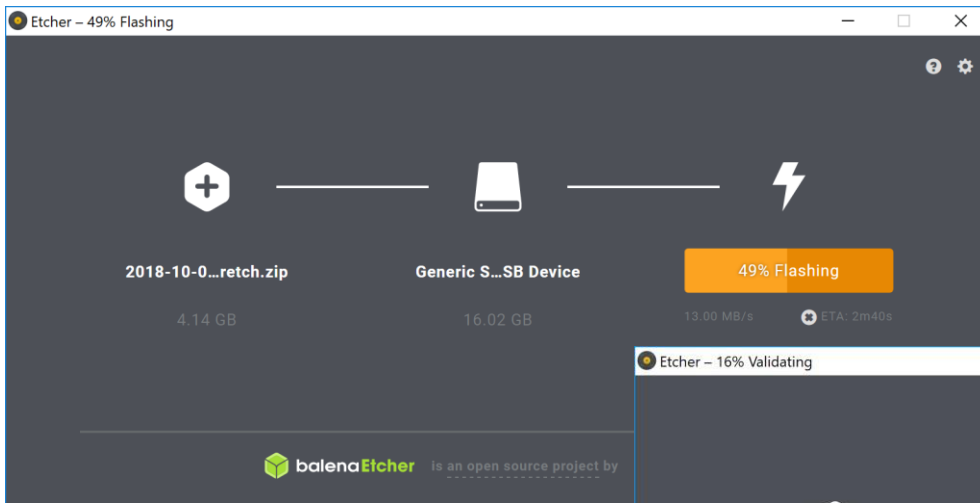 Etcher – 49% Flashing
2018-10-0...retch.zip
Generic S...SB Device
49% Flashing
4.14 GB
16.02 GB
13.00 MB/s
ETA: 2m40s
Etcher – 16% Validating
balenaEtcher is an open source project by